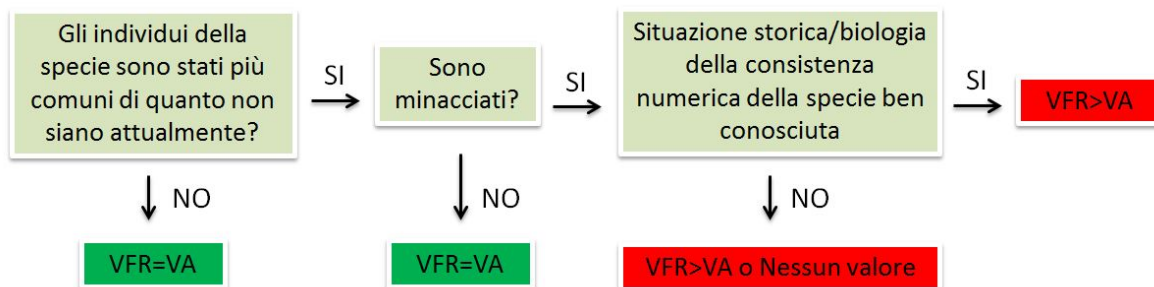 Gli individui della
specie sono stati più
comuni di quanto non
siano attualmente?
SI
Sono
minacciati?
SI
Situazione storica/biologia
della consistenza
numerica della specie ben
conosciuta
SI
VFR>VA
NO
NO
NO
VFR=VA
VFR=VA
VFR>VA o Nessun valore